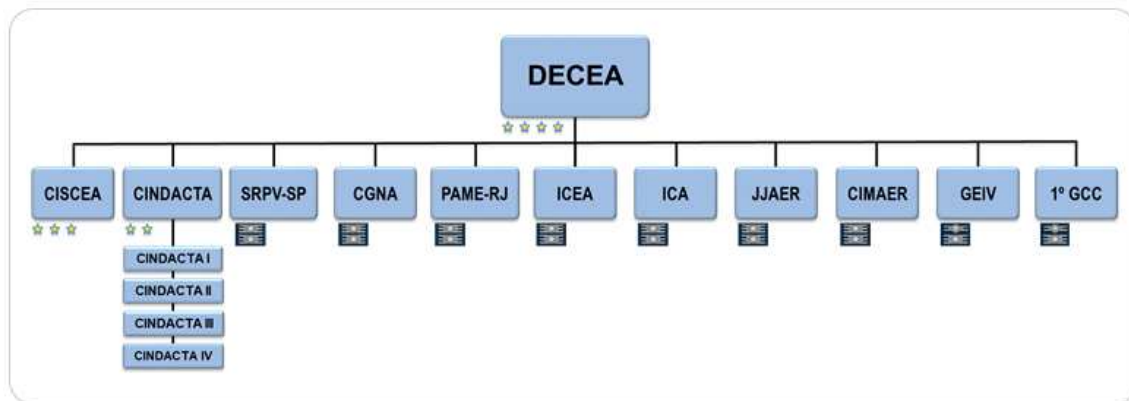 DECEA
CISCEA
CINDACTA
SRPV-SP
CGNA
PAME-RJ
ICEA
ICA
JJAER
CIMAER
GEIV
1º GCC
CINDACTA I
CINDACTA II
CINDACTA III
CINDACTA IV